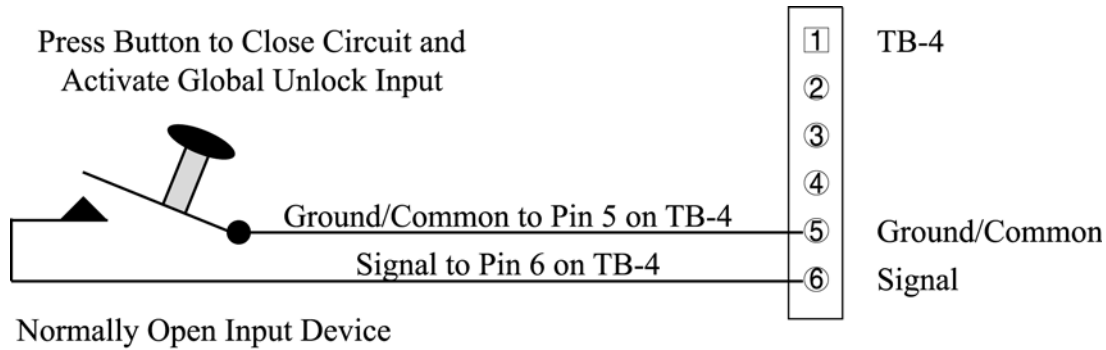 Press Button to Close Circuit and
Activate Global Unlock Input
1
TB-4
2
3
4
Ground/Common to Pin 5 on TB-4
5
Ground/Common
Signal to Pin 6 on TB-4
6
Signal
Normally Open Input Device